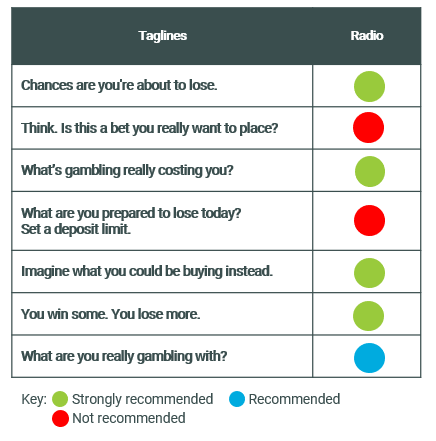 Taglines Radio
Chances are you're about to lose.
Think. Is this a bet you really want to place?
What's gambling really costing you?
What are you prepared to lose today?
Set a deposit limit.
Imagine what you could be buying instead.
You win some. You lose more.
What are you really gambling with?
Key: Strongly recommended Recommended
Not recommended